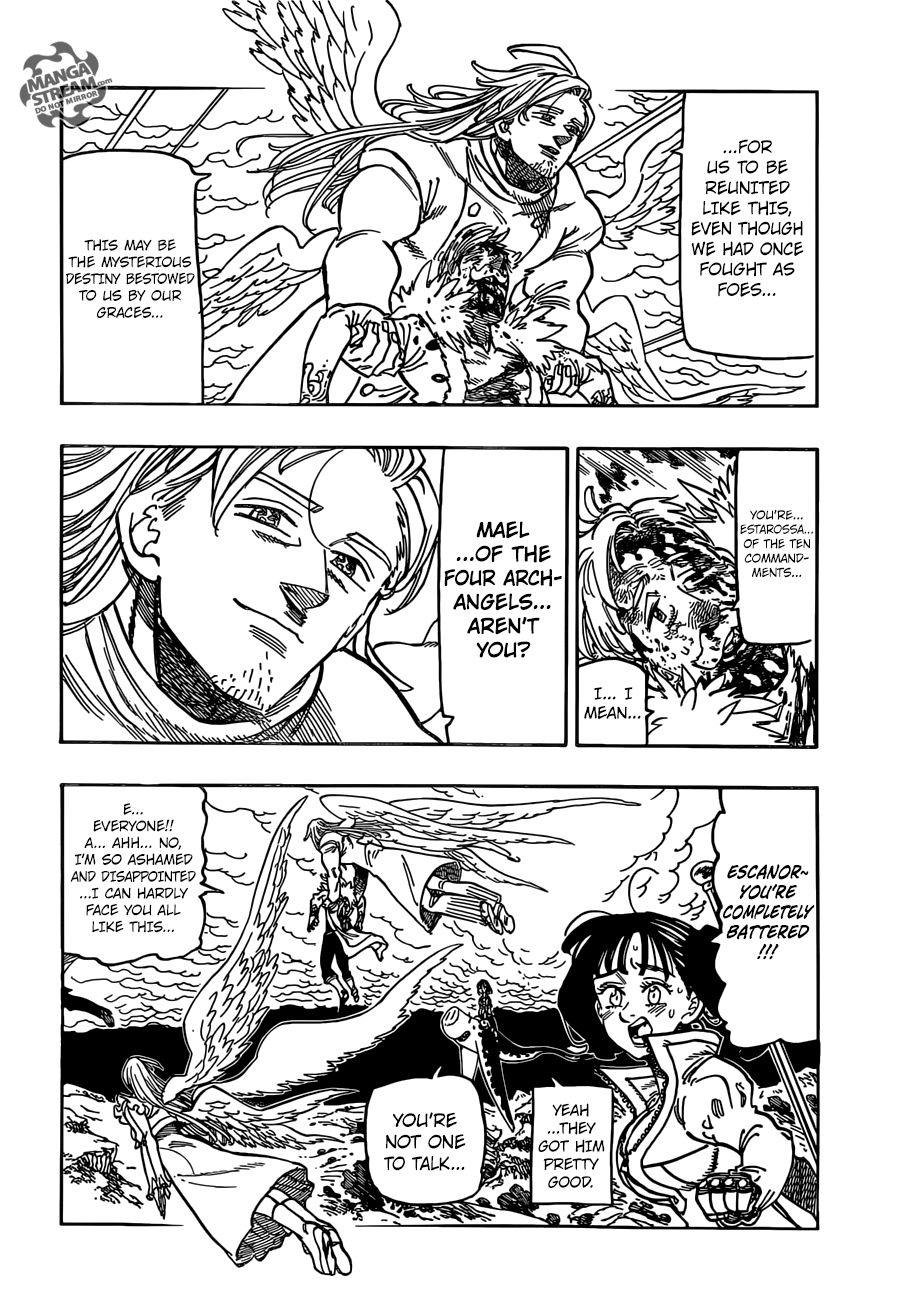 MANGA
STREAM.com
DO NOT MIRROR
...FOR
US TO BE
REUNITED
LIKE THIS,
EVEN THOUGH
WE HAD ONCE
FOUGHT AS
FOES...
THIS MAY BE
THE MYSTERIOUS
DESTINY BESTOWED
TO US BY OUR
GRACES...
YOU'RE...
ESTAROSSA...
OF THE TEN
COMMAND-
MENTS...
I... I
MEAN...
MAEL
...OF THE
FOUR ARCH-
ANGELS...
AREN'T
YOU?
ESCANOR~
YOU'RE
COMPLETELY
BATTERED
!!!
E...
EVERYONE!!
A... AHH... NO,
I'M SO ASHAMED
AND DISAPPOINTED
...I CAN HARDLY
FACE YOU ALL
LIKE THIS...
YEAH
...THEY
GOT HIM
PRETTY
GOOD.
YOU'RE
NOT ONE
TO TALK...